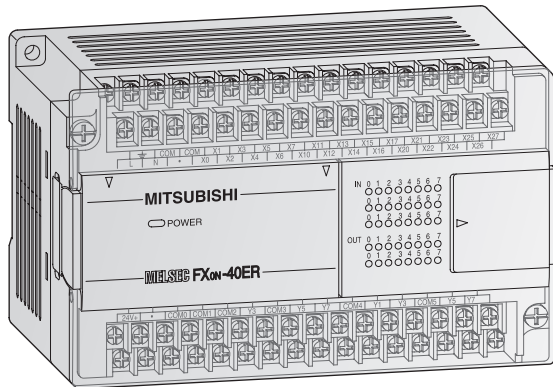 L ⏚ N • COM COM X1 X3 X5 X7 X11 X13 X15 X17 X21 X23 X25 X27
X0 X2 X4 X6 X10 X12 X14 X16 X20 X22 X24 X26
MITSUBISHI
POWER
IN 0 1 2 3 4 5 6 7
0 1 2 3 4 5 6 7
0 1 2 3 4 5 6 7
OUT 0 1 2 3 4 5 6 7
0 1 2 3 4 5 6 7
MELSEC FX0N-40ER
24V+ • COM0 COM1 COM2 Y3 COM3 Y5 Y7 COM4 Y1 Y3 COM5 Y5 Y7